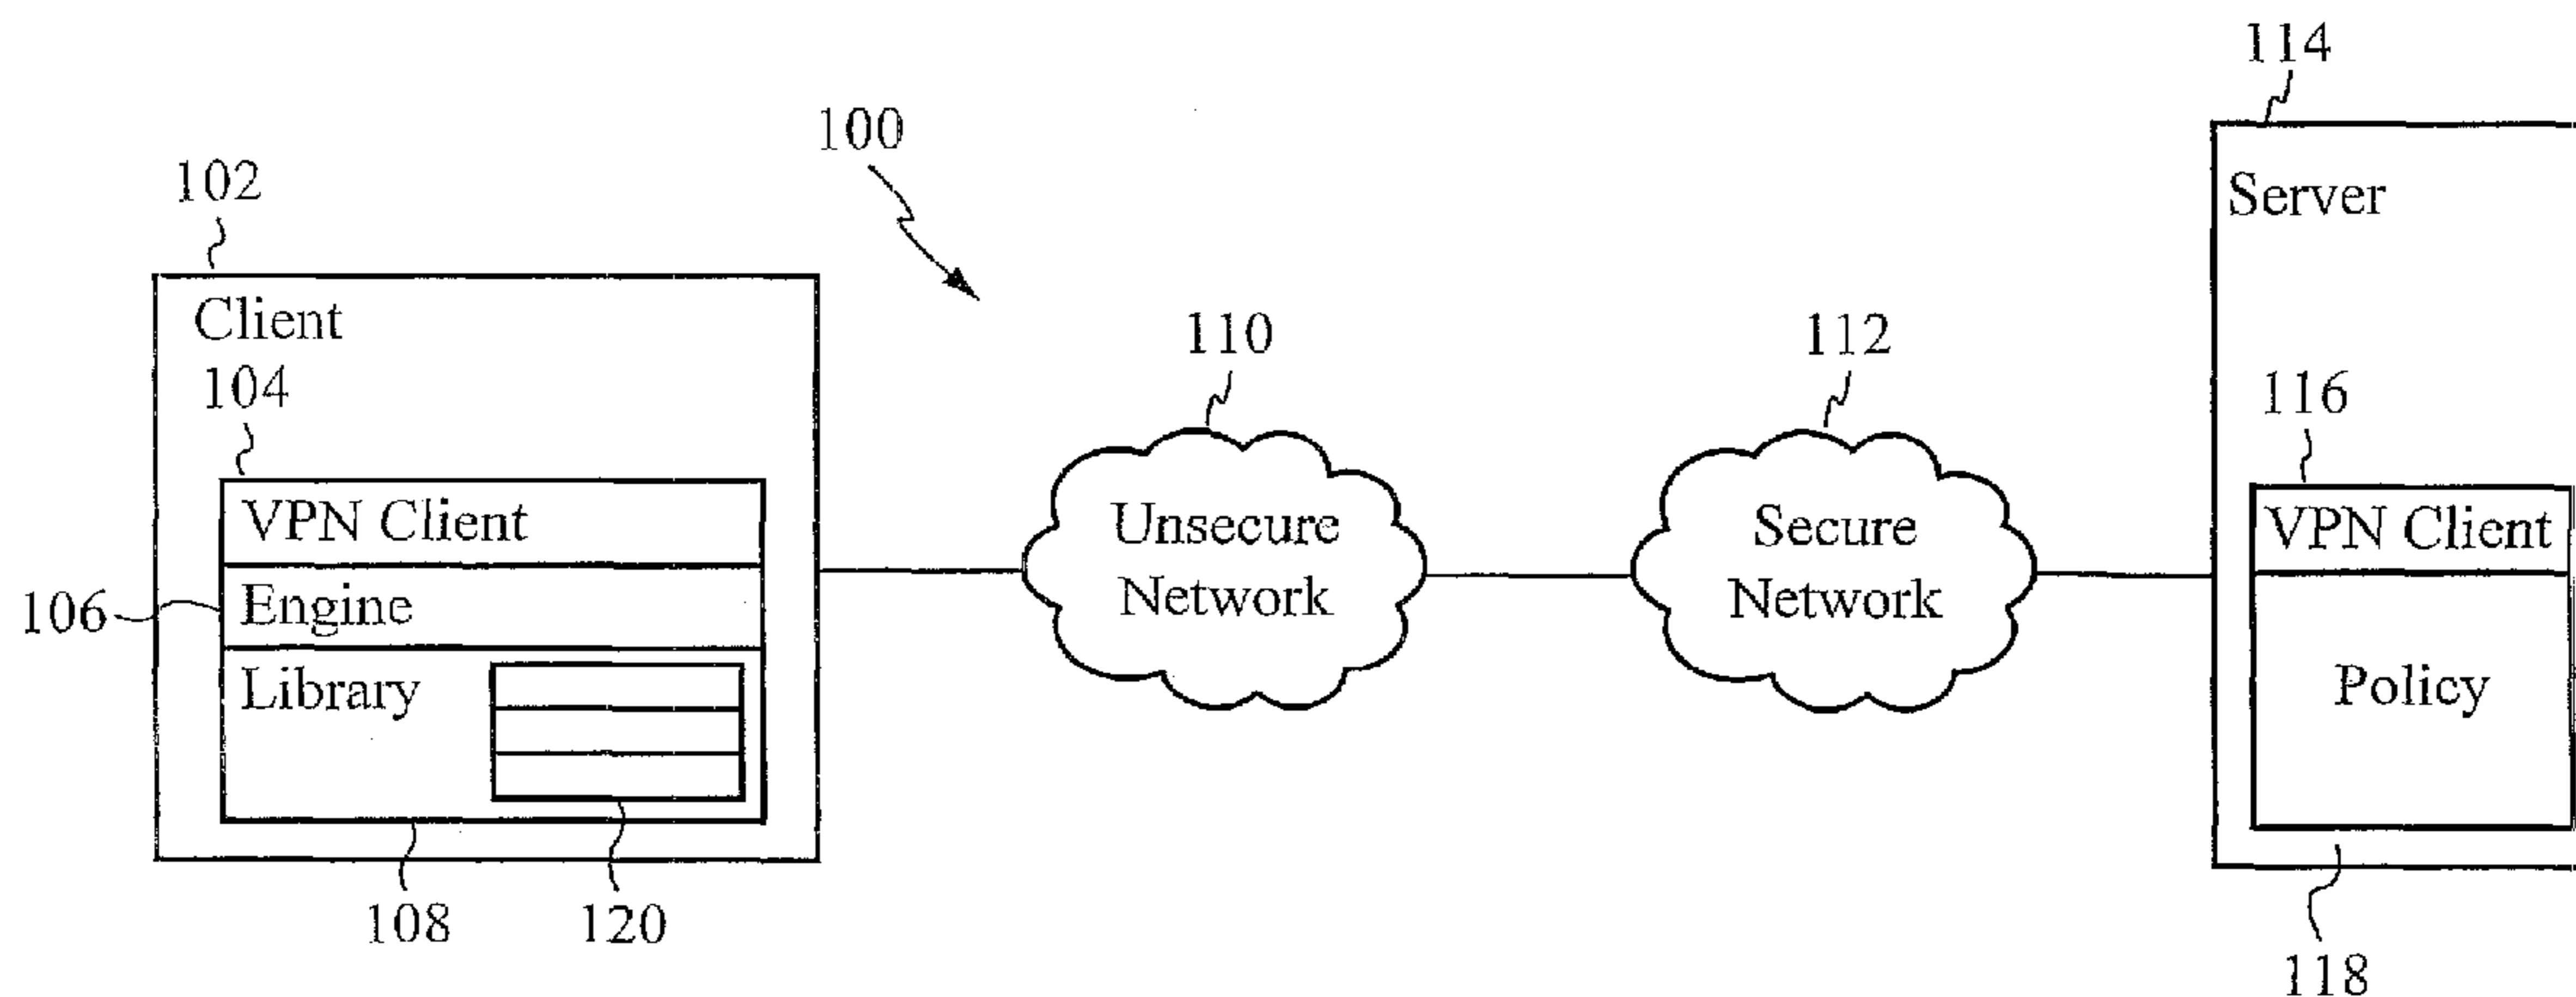 114
100
102
Server
Client
110
112
104
116
VPN Client
Unsecure
Network
Secure
Network
VPN Client
106
Engine
Library
Policy
108
120
118